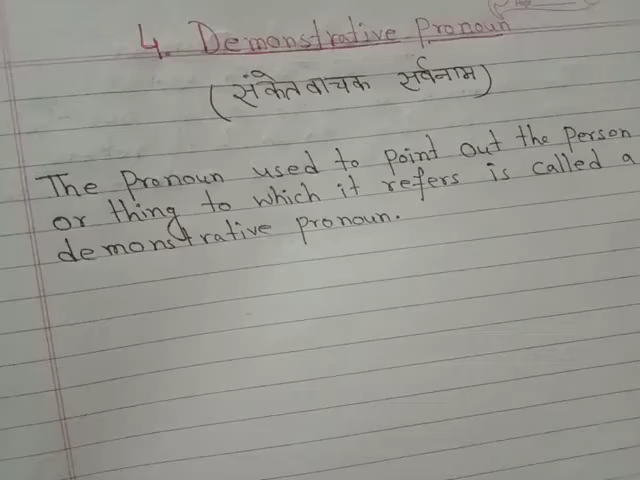 4. Demonstrative Pronoun
(संकेतवाचक सर्वनाम)
The Pronoun used to point out the person
or thing to which it refers is called a
demonstrative pronoun.